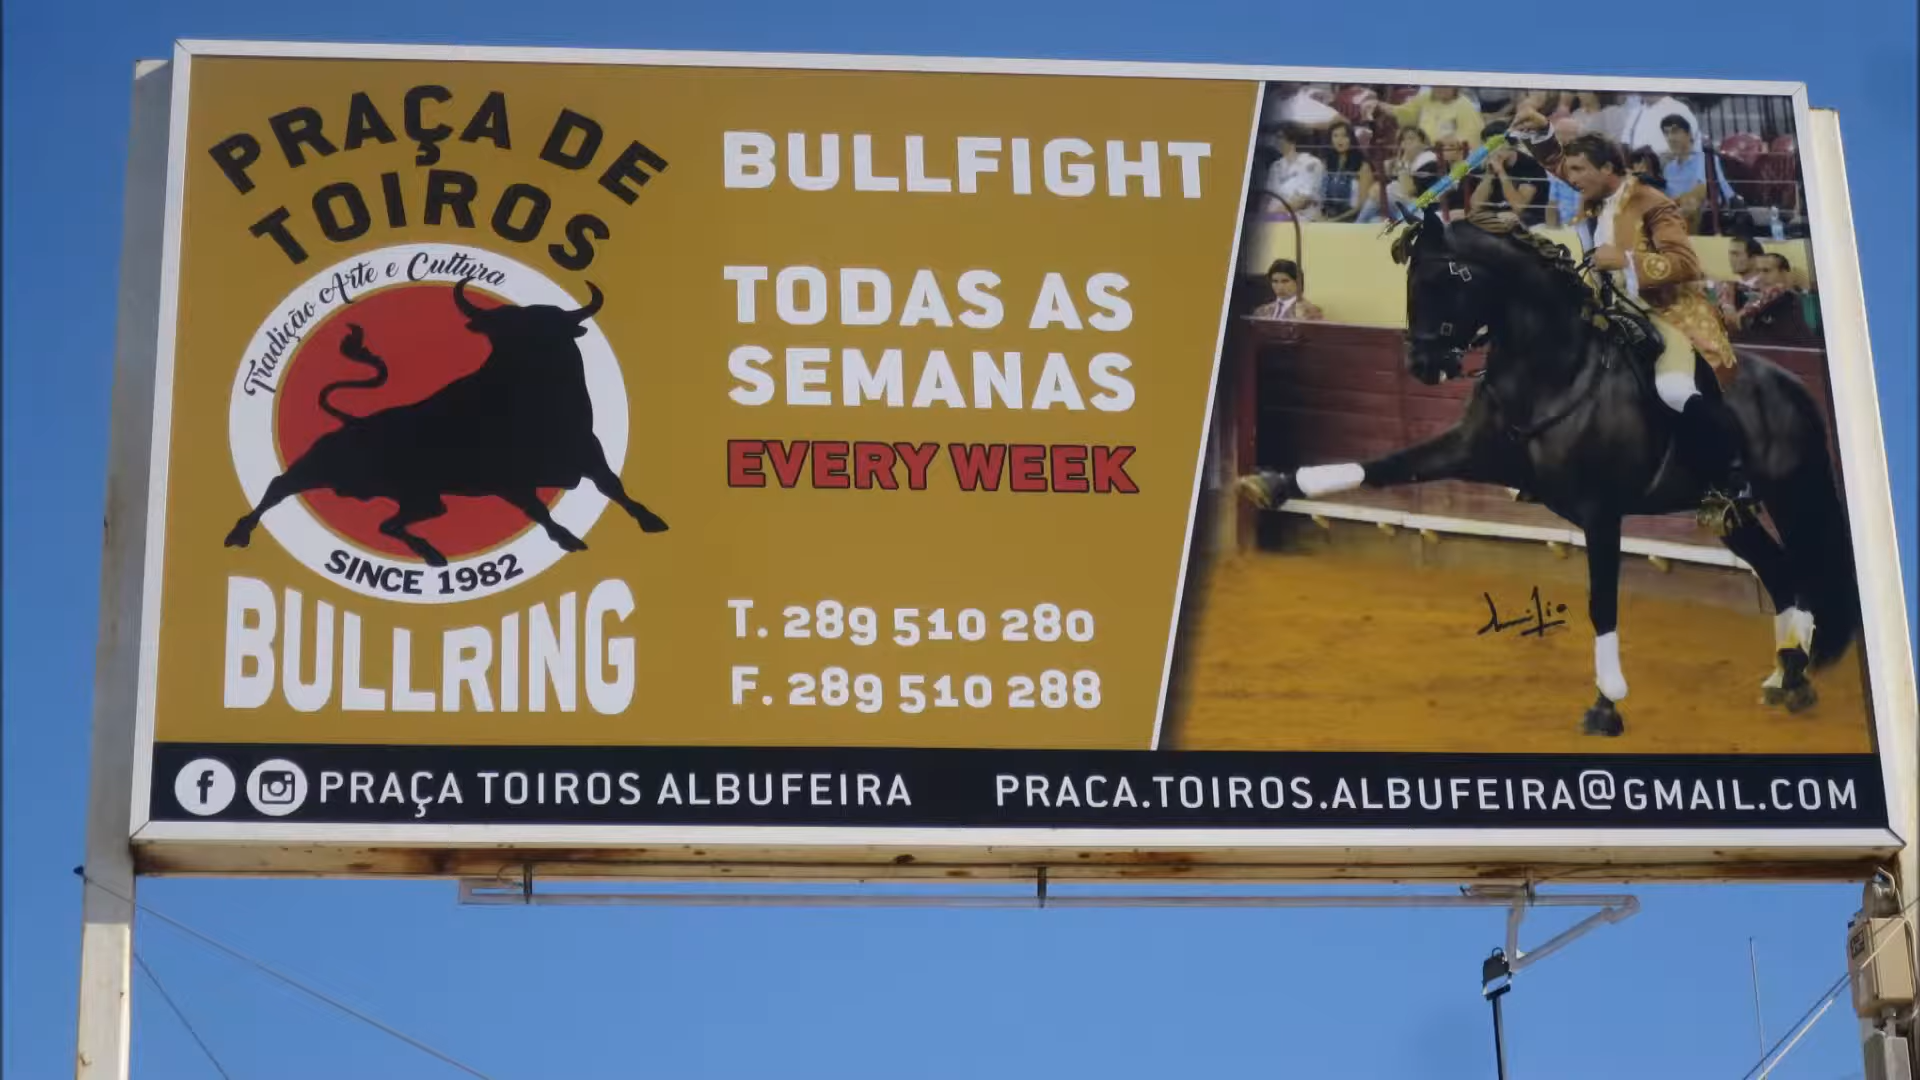 PRAÇA DE
TOIROS
Tradição Arte e Cultura
SINCE 1982
BULLRING
BULLFIGHT
TODAS AS
SEMANAS
EVERY WEEK
T. 289 510 280
F. 289 510 288
PRAÇA TOIROS ALBUFEIRA
PRACA.TOIROS.ALBUFEIRA@GMAIL.COM